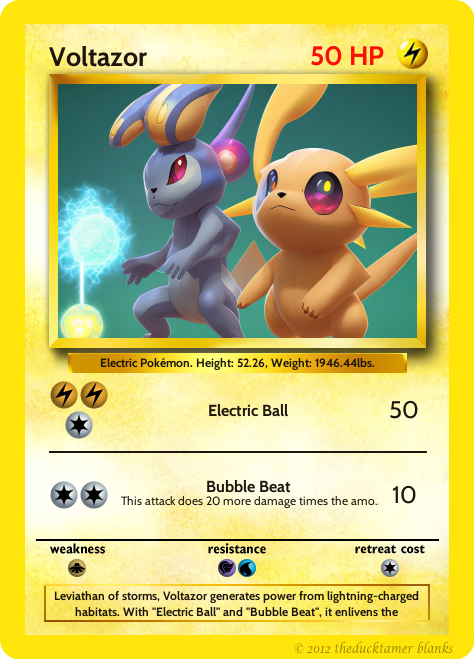 Voltazor
50 HP
Electric Pokémon. Height: 52.26, Weight: 1946.44lbs.
Electric Ball
50
Bubble Beat
This attack does 20 more damage times the amo..
10
weakness
resistance
retreat cost
Leviathan of storms, Voltazor generates power from lightning-charged
habitats. With "Electric Ball" and "Bubble Beat", it enlivens the
© 2012 theducktamer blanks